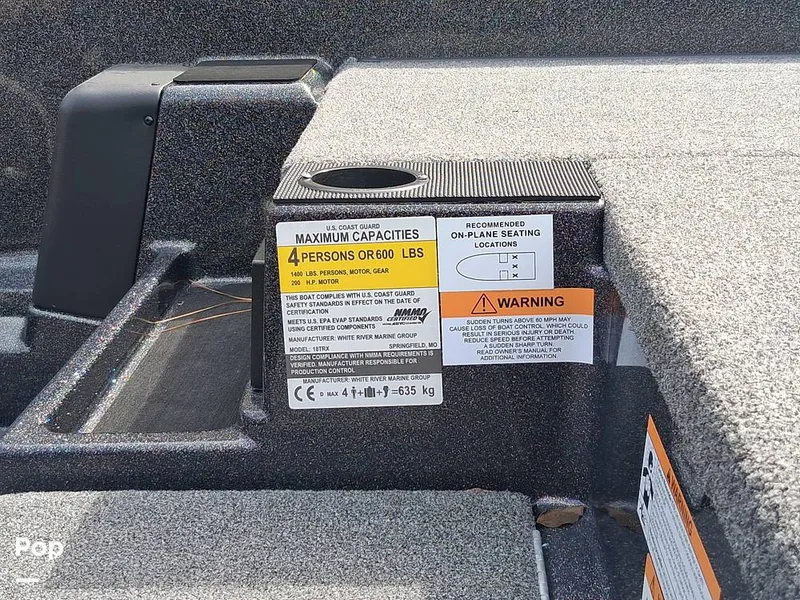 U.S. COAST GUARD
MAXIMUM CAPACITIES
4 PERSONS OR 600 LBS
1400 LBS. PERSONS, MOTOR, GEAR
200 H.P. MOTOR
THIS BOAT COMPLIES WITH U.S. COAST GUARD
SAFETY STANDARDS IN EFFECT ON THE DATE OF
CERTIFICATION
MEETS U.S. EPA EVAP STANDARDS
USING CERTIFIED COMPONENTS
NMMA
CERTIFIED
MANUFACTURER: WHITE RIVER MARINE GROUP
MODEL: 18TRX SPRINGFIELD, MO
DESIGN COMPLIANCE WITH NMMA REQUIREMENTS IS
VERIFIED. MANUFACTURER RESPONSIBLE FOR
PRODUCTION CONTROL
MANUFACTURER: WHITE RIVER MARINE GROUP
CE D MAX 4 + + =635 kg
RECOMMENDED
ON-PLANE SEATING
LOCATIONS
X
X
X
WARNING
SUDDEN TURNS ABOVE 60 MPH MAY
CAUSE LOSS OF BOAT CONTROL, WHICH COULD
RESULT IN SERIOUS INJURY OR DEATH
REDUCE SPEED BEFORE ATTEMPTING
A SUDDEN SHARP TURN.
READ OWNER'S MANUAL FOR
ADDITIONAL INFORMATION
WARNING
Pop